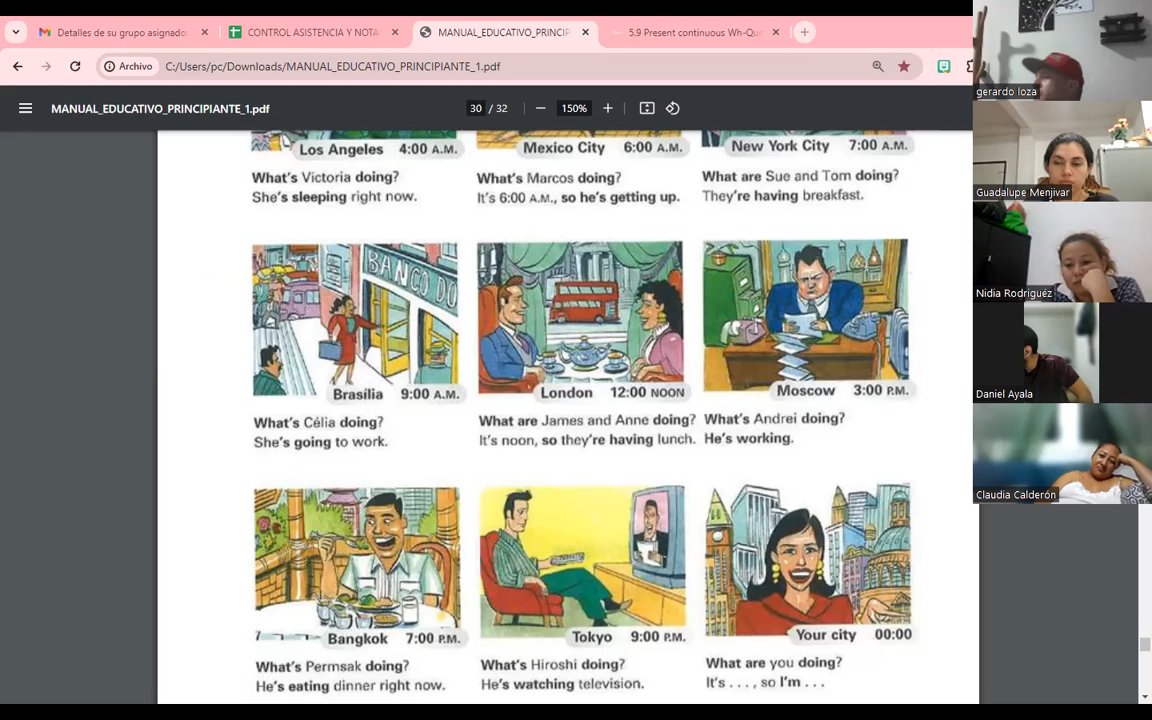 Detalles de su grupo asignado
CONTROL ASISTENCIA Y NOTA
MANUAL_EDUCATIVO_PRINCIP
5.9 Present continuous Wh-Que
Archivo
C:/Users/pc/Downloads/MANUAL_EDUCATIVO_PRINCIPIANTE_1.pdf
MANUAL_EDUCATIVO_PRINCIPIANTE_1.pdf
30 / 32
150%
Los Angeles 4:00 A.M.
Mexico City 6:00 A.M.
New York City 7:00 A.M.
What's Victoria doing?
She's sleeping right now.
What's Marcos doing?
It's 6:00 A.M., so he's getting up.
What are Sue and Tom doing?
They're having breakfast.
BANCO DO
Brasília 9:00 A.M.
London 12:00 NOON
Moscow 3:00 P.M.
What's Célia doing?
She's going to work.
What are James and Anne doing?
It's noon, so they're having lunch.
What's Andrei doing?
He's working.
Bangkok 7:00 P.M.
Tokyo 9:00 P.M.
Your city 00:00
What's Permsak doing?
He's eating dinner right now.
What's Hiroshi doing?
He's watching television.
What are you doing?
It's . . . , so I'm . . .
gerardo loza
Guadalupe Menjivar
Nidia Rodriguez
Daniel Ayala
Claudia Calderón